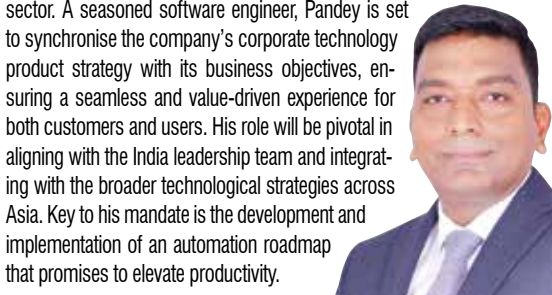 sector. A seasoned software engineer, Pandey is set
to synchronise the company's corporate technology
product strategy with its business objectives, en-
suring a seamless and value-driven experience for
both customers and users. His role will be pivotal in
aligning with the India leadership team and integrat-
ing with the broader technological strategies across
Asia. Key to his mandate is the development and
implementation of an automation roadmap
that promises to elevate productivity.